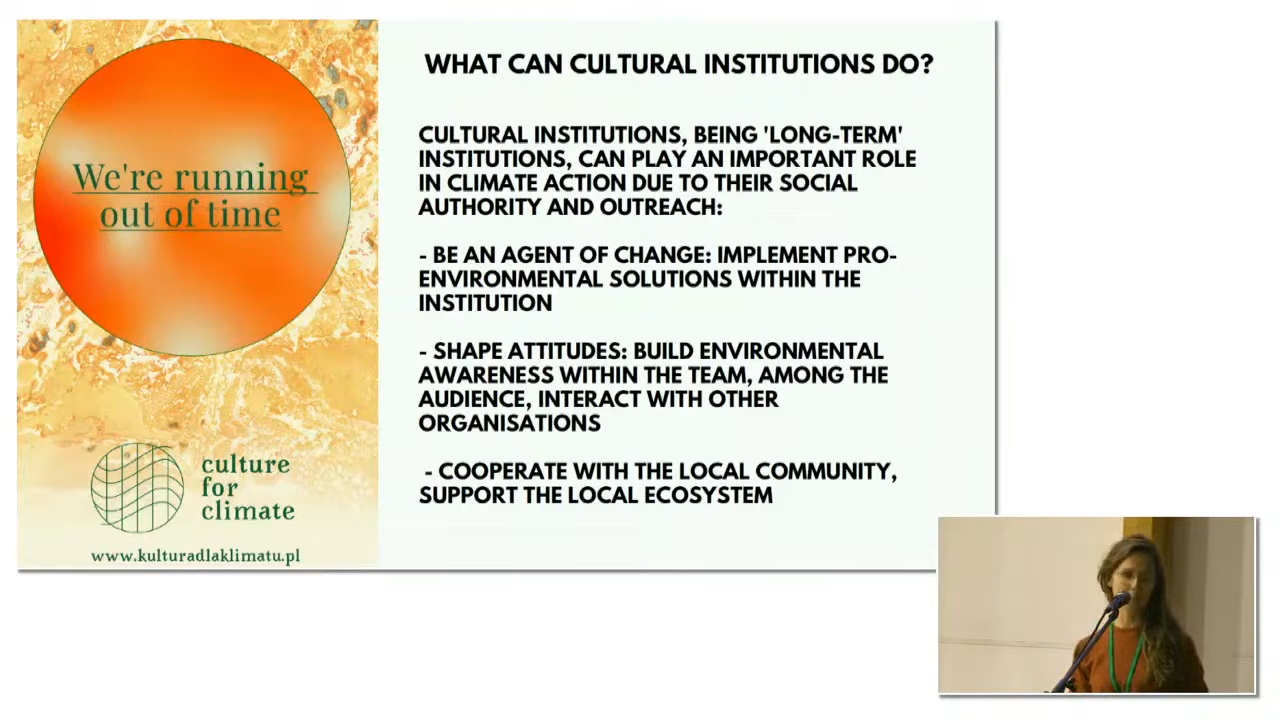 We're running
out of time
culture
for
climate
www.kulturadlaklimatu.pl
WHAT CAN CULTURAL INSTITUTIONS DO?
CULTURAL INSTITUTIONS, BEING 'LONG-TERM'
INSTITUTIONS, CAN PLAY AN IMPORTANT ROLE
IN CLIMATE ACTION DUE TO THEIR SOCIAL
AUTHORITY AND OUTREACH:
- BE AN AGENT OF CHANGE: IMPLEMENT PRO-
ENVIRONMENTAL SOLUTIONS WITHIN THE
INSTITUTION
- SHAPE ATTITUDES: BUILD ENVIRONMENTAL
AWARENESS WITHIN THE TEAM, AMONG THE
AUDIENCE, INTERACT WITH OTHER
ORGANISATIONS
- COOPERATE WITH THE LOCAL COMMUNITY,
SUPPORT THE LOCAL ECOSYSTEM